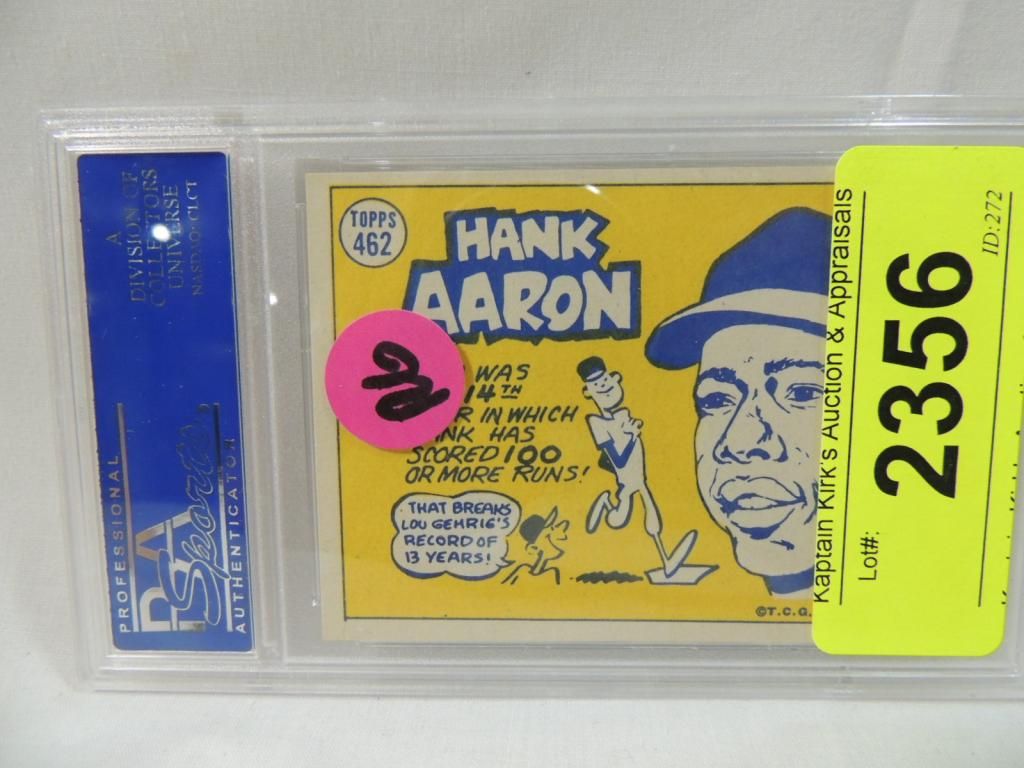 A
DIVISION OF
COLLECTORS
UNIVERSE
NASDAQ: CLCT
PROFESSIONAL
PSA
Sports
AUTHENTICATOR
TOPPS
462
HANK
AARON
WAS
14TH
IN WHICH
HAS
SCORED 100
OR MORE RUNS!
THAT BREAKS
LOU GEHRIG'S
RECORD OF
13 YEARS!
©T.C.G.
Kaptain Kirk's Auction & Appraisals
Lot#:
2356
ID:272